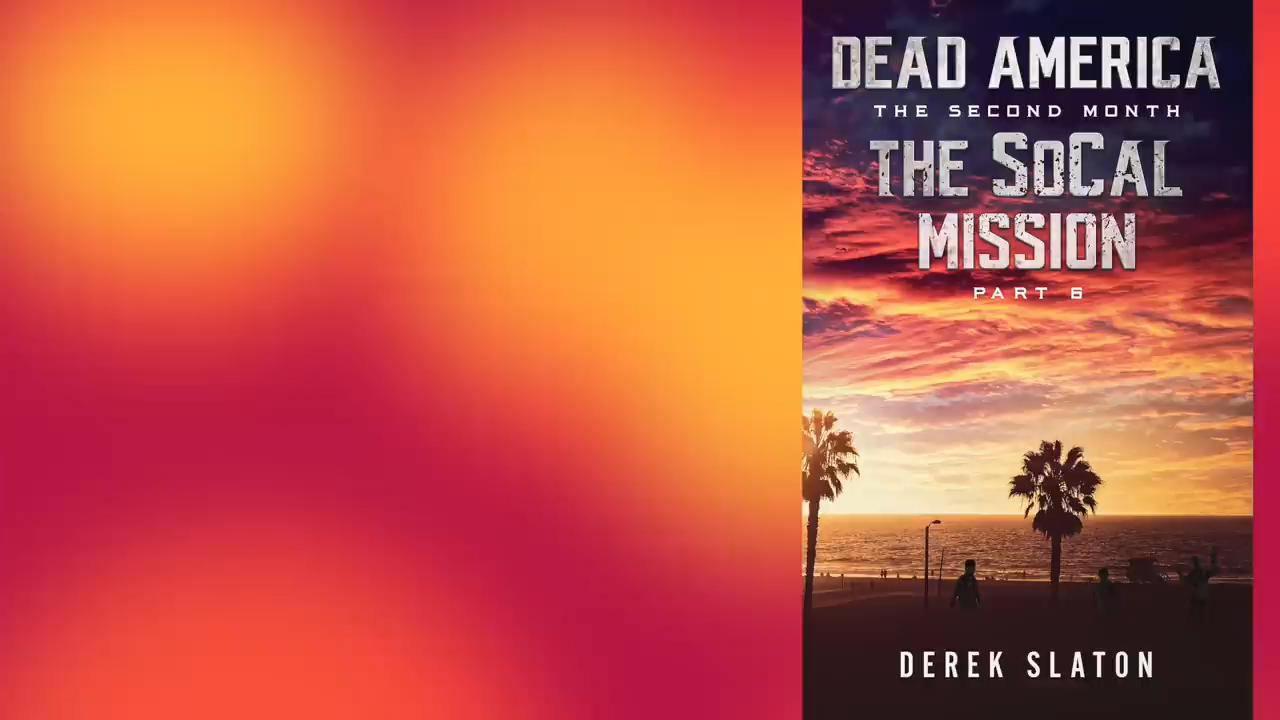 DEAD AMERICA
THE SECOND MONTH
THE SOCAL
MISSION
PART 6
DEREK SLATON